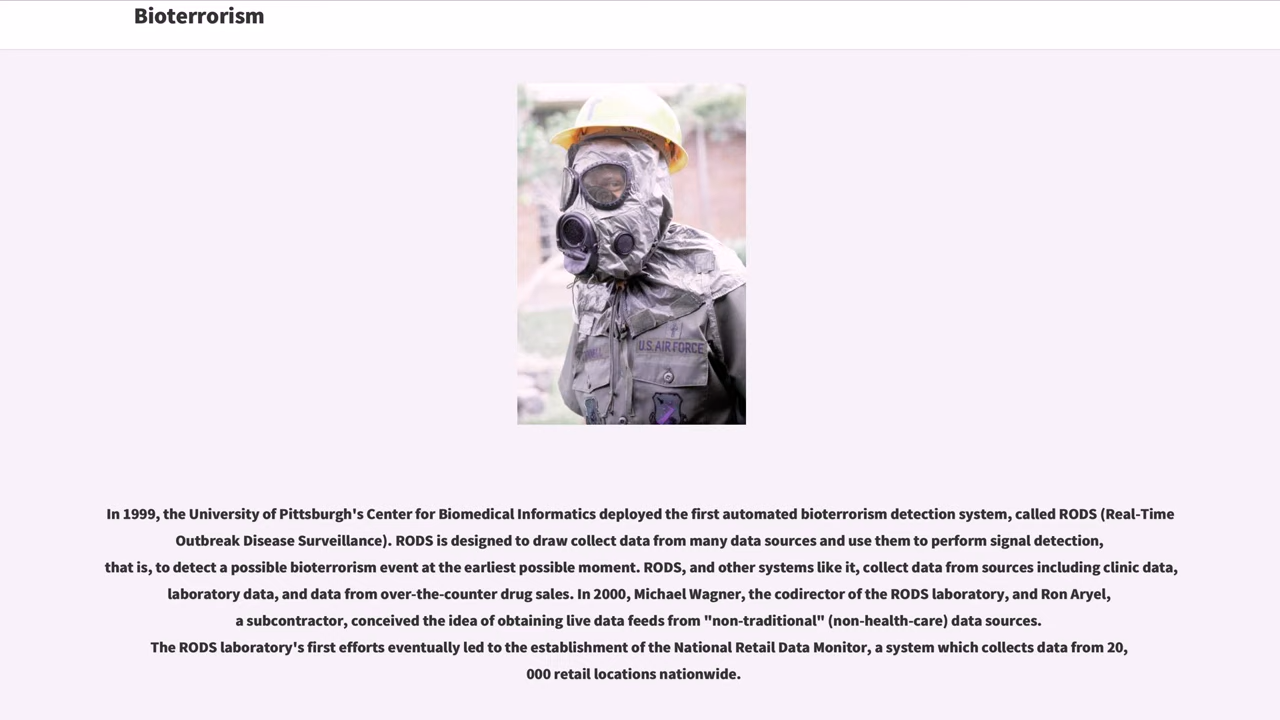 Bioterrorism
U.S. AIR FORCE
In 1999, the University of Pittsburgh's Center for Biomedical Informatics deployed the first automated bioterrorism detection system, called RODS (Real-Time
Outbreak Disease Surveillance). RODS is designed to draw collect data from many data sources and use them to perform signal detection,
that is, to detect a possible bioterrorism event at the earliest possible moment. RODS, and other systems like it, collect data from sources including clinic data,
laboratory data, and data from over-the-counter drug sales. In 2000, Michael Wagner, the codirector of the RODS laboratory, and Ron Aryel,
a subcontractor, conceived the idea of obtaining live data feeds from "non-traditional" (non-health-care) data sources.
The RODS laboratory's first efforts eventually led to the establishment of the National Retail Data Monitor, a system which collects data from 20,
000 retail locations nationwide.